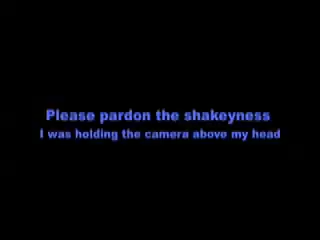 Please pardon the shakeyness
I was holding the camera above my head